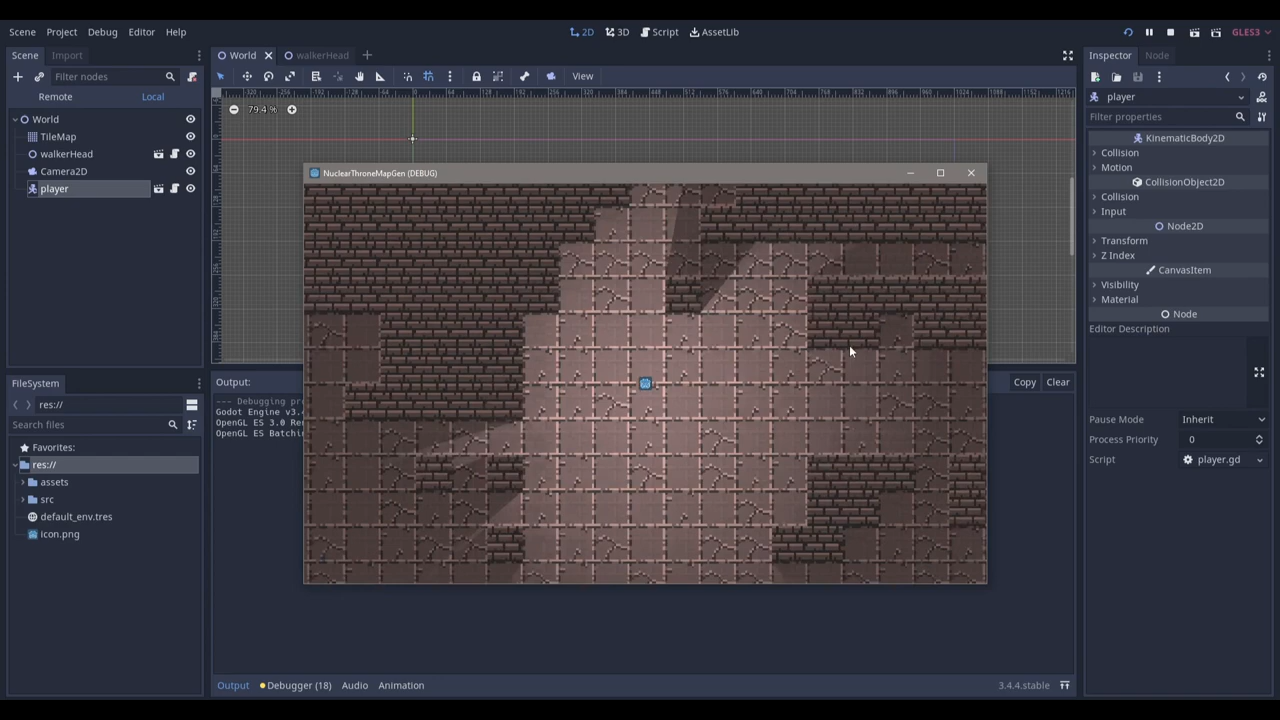 Scene Project Debug Editor Help
2D 3D Script AssetLib
GLES3
Scene Import
Filter nodes
Remote Local
World
TileMap
walkerHead
Camera2D
player
World walkerHead
View
79.4 %
NuclearThroneMapGen (DEBUG)
FileSystem
res://
Search files
Favorites:
res://
assets
src
default_env.tres
icon.png
Output:
Copy Clear
--- Debugging pro
Godot Engine v3.
OpenGL ES 3.0 Ren
OpenGL ES Batchin
Output Debugger (18) Audio Animation
3.4.4.stable
Inspector Node
player
Filter properties
KinematicBody2D
Collision
Motion
CollisionObject2D
Collision
Input
Node2D
Transform
Z Index
CanvasItem
Visibility
Material
Node
Editor Description
Pause Mode Inherit
Process Priority 0
Script player.gd